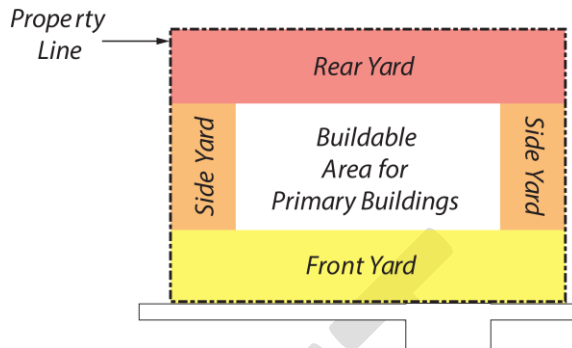 Property
Line
Rear Yard
Side Yard
Buildable
Area for
Primary Buildings
Side Yard
Front Yard